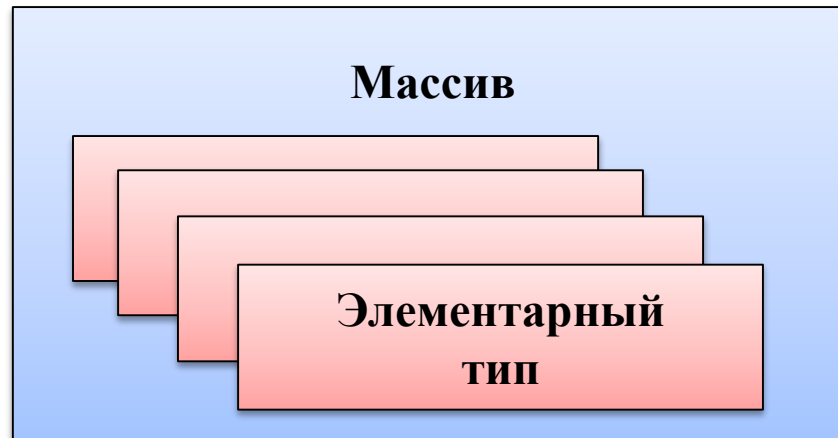 Массив
Элементарный
тип